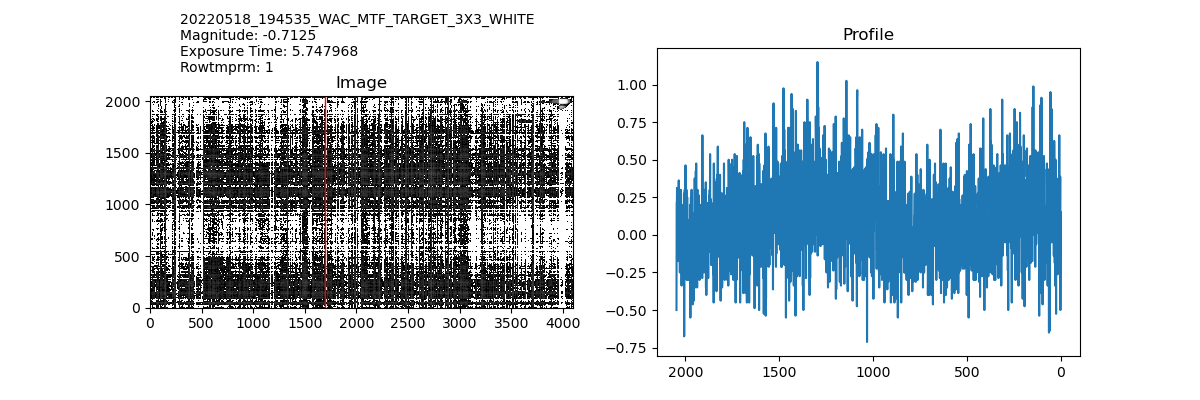 20220518_194535_WAC_MTF_TARGET_3X3_WHITE
Magnitude: -0.7125
Exposure Time: 5.747968
Rowtmprm: 1
Image
2000
1500
1000
500
0
0 500 1000 1500 2000 2500 3000 3500 4000
Profile
1.00
0.75
0.50
0.25
0.00
−0.25
−0.50
−0.75
2000 1500 1000 500 0